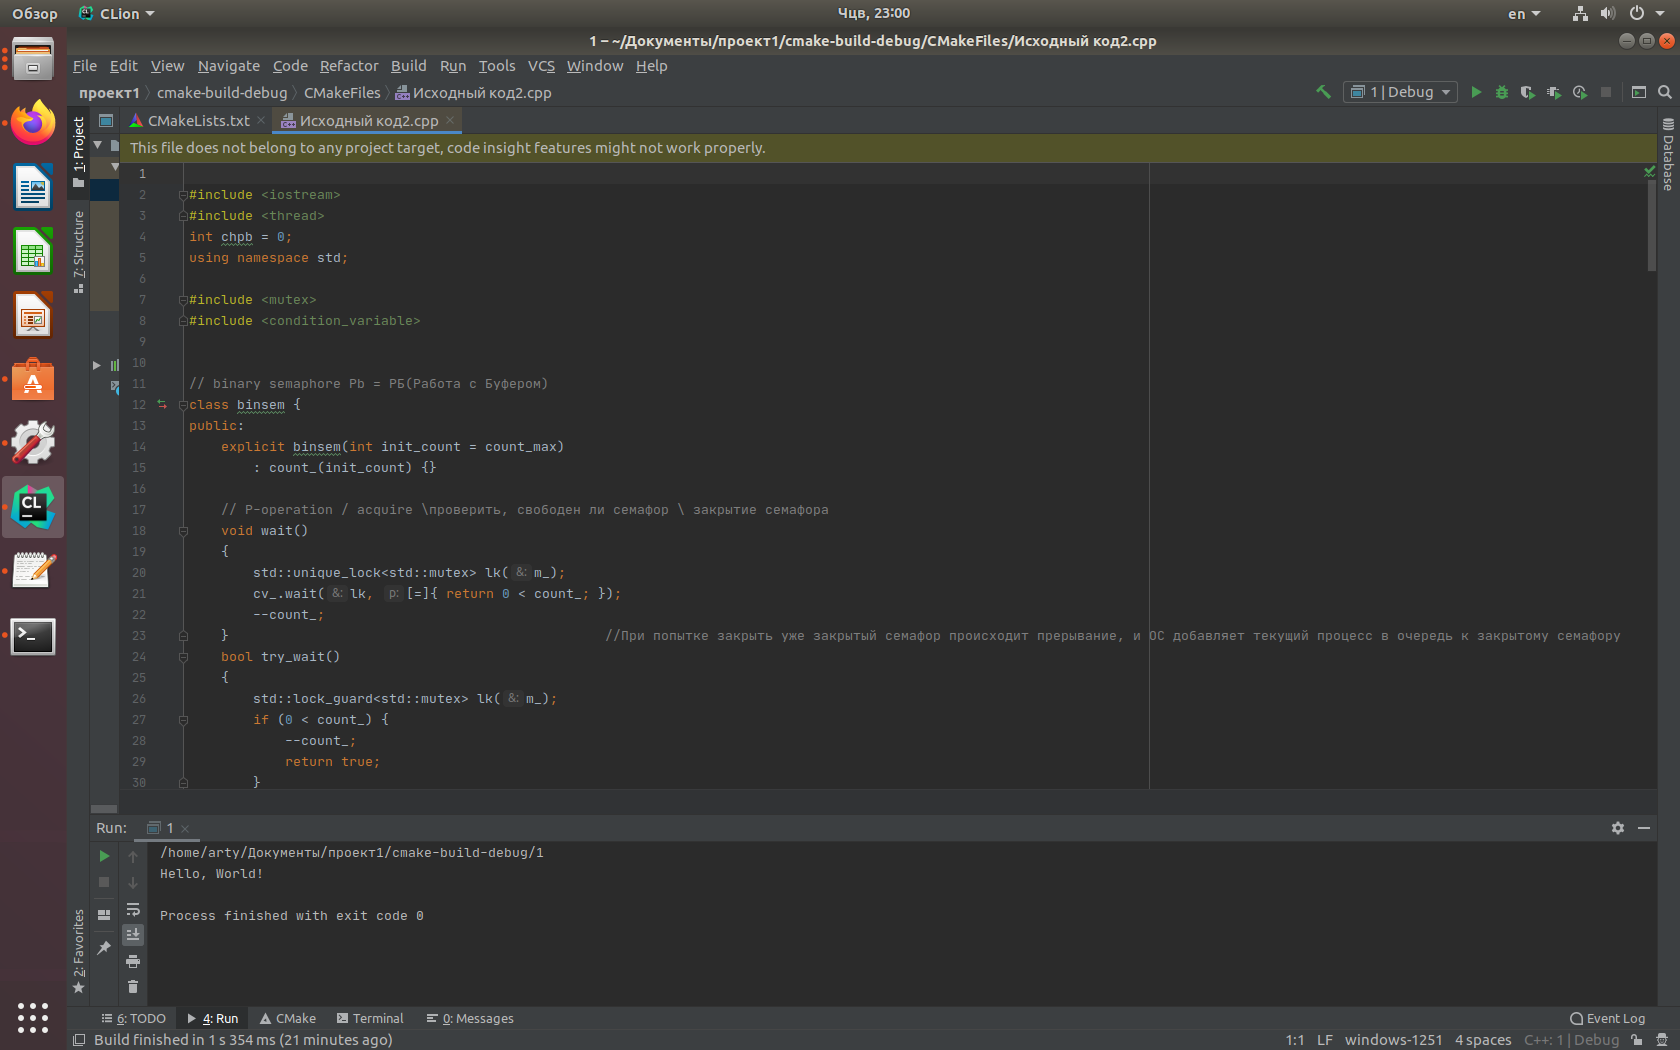 Обзор CLion Чцв, 23:00 en
1 – ~/Документы/проект1/cmake-build-debug/CMakeFiles/Исходный код2.cpp
File Edit View Navigate Code Refactor Build Run Tools VCS Window Help
проект1 cmake-build-debug CMakeFiles Исходный код2.cpp 1 | Debug
1: Project
7: Structure
2: Favorites
Database
CMakeLists.txt Исходный код2.cpp
This file does not belong to any project target, code insight features might not work properly.
1
2 #include <iostream>
3 #include <thread>
4 int chpb = 0;
5 using namespace std;
6
7 #include <mutex>
8 #include <condition_variable>
9
10
11 // binary semaphore Pb = РБ(Работа с Буфером)
12 class binsem {
13 public:
14 explicit binsem(int init_count = count_max)
15 : count_(init_count) {}
16
17 // P-operation / acquire \проверить, свободен ли семафор \ закрытие семафора
18 void wait()
19 {
20 std::unique_lock<std::mutex> lk( &: m_);
21 cv_.wait( &: lk, p: [=]{ return 0 < count_; });
22 --count_;
23 } //При попытке закрыть уже закрытый семафор происходит прерывание, и ОС добавляет текущий процесс в очередь к закрытому семафору
24 bool try_wait()
25 {
26 std::lock_guard<std::mutex> lk( &: m_);
27 if (0 < count_) {
28 --count_;
29 return true;
30 }
Run: 1
/home/arty/Документы/проект1/cmake-build-debug/1
Hello, World!
Process finished with exit code 0
6: TODO 4: Run CMake Terminal 0: Messages Event Log
Build finished in 1 s 354 ms (21 minutes ago) 1:1 LF windows-1251 4 spaces C++: 1 | Debug